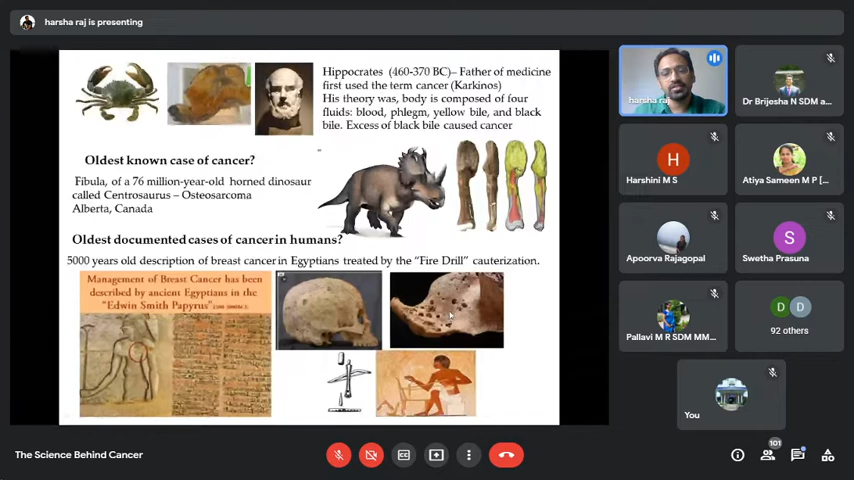 harsha raj is presenting
Hippocrates (460-370 BC)– Father of medicine
first used the term cancer (Karkinos)
His theory was, body is composed of four
fluids: blood, phlegm, yellow bile, and black
bile. Excess of black bile caused cancer
Oldest known case of cancer?
Fibula, of a 76 million-year-old horned dinosaur
called Centrosaurus – Osteosarcoma
Alberta, Canada
Oldest documented cases of cancer in humans?
5000 years old description of breast cancer in Egyptians treated by the “Fire Drill” cauterization.
Management of Breast Cancer has been
described by ancient Egyptians in the
“Edwin Smith Papyrus”
harsha raj
Dr Brijesha N SDM a...
H
Harshini M S
Atiya Sameen M P [...
Apoorva Rajagopal
S
Swetha Prasuna
Pallavi M R SDM MM...
D D
92 others
You
The Science Behind Cancer
CC
101